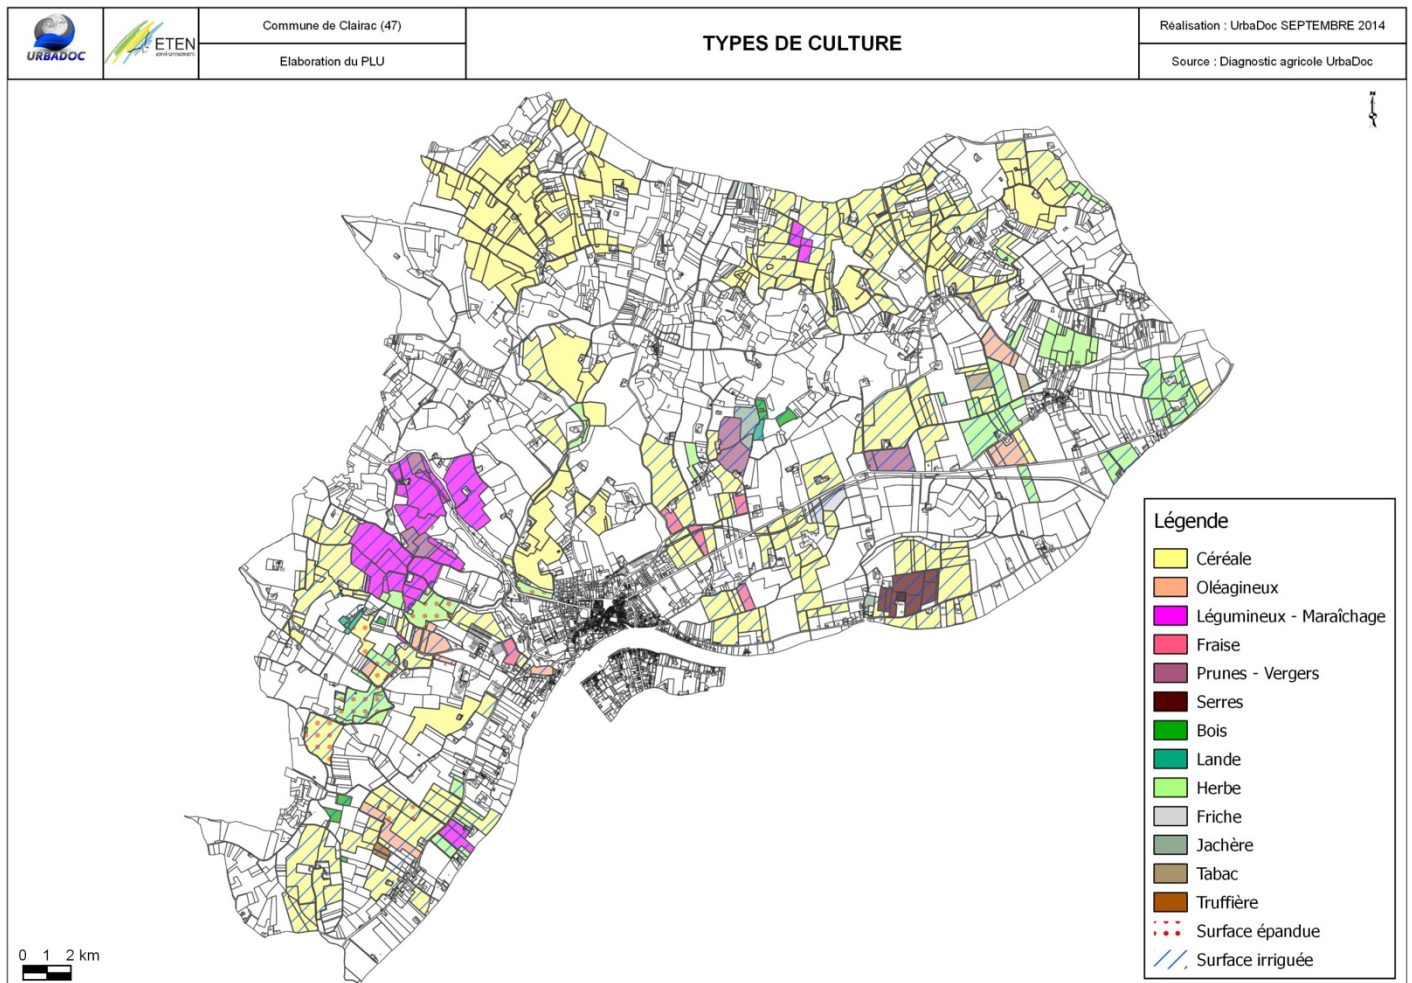 URBADOC
ETEN
environnement
Commune de Clairac (47)
Elaboration du PLU
TYPES DE CULTURE
Réalisation : UrbaDoc SEPTEMBRE 2014
Source : Diagnostic agricole UrbaDoc
N
Légende
Céréale
Oléagineux
Légumineux - Maraîchage
Fraise
Prunes - Vergers
Serres
Bois
Lande
Herbe
Friche
Jachère
Tabac
Truffière
Surface épandue
Surface irriguée
0 1 2 km